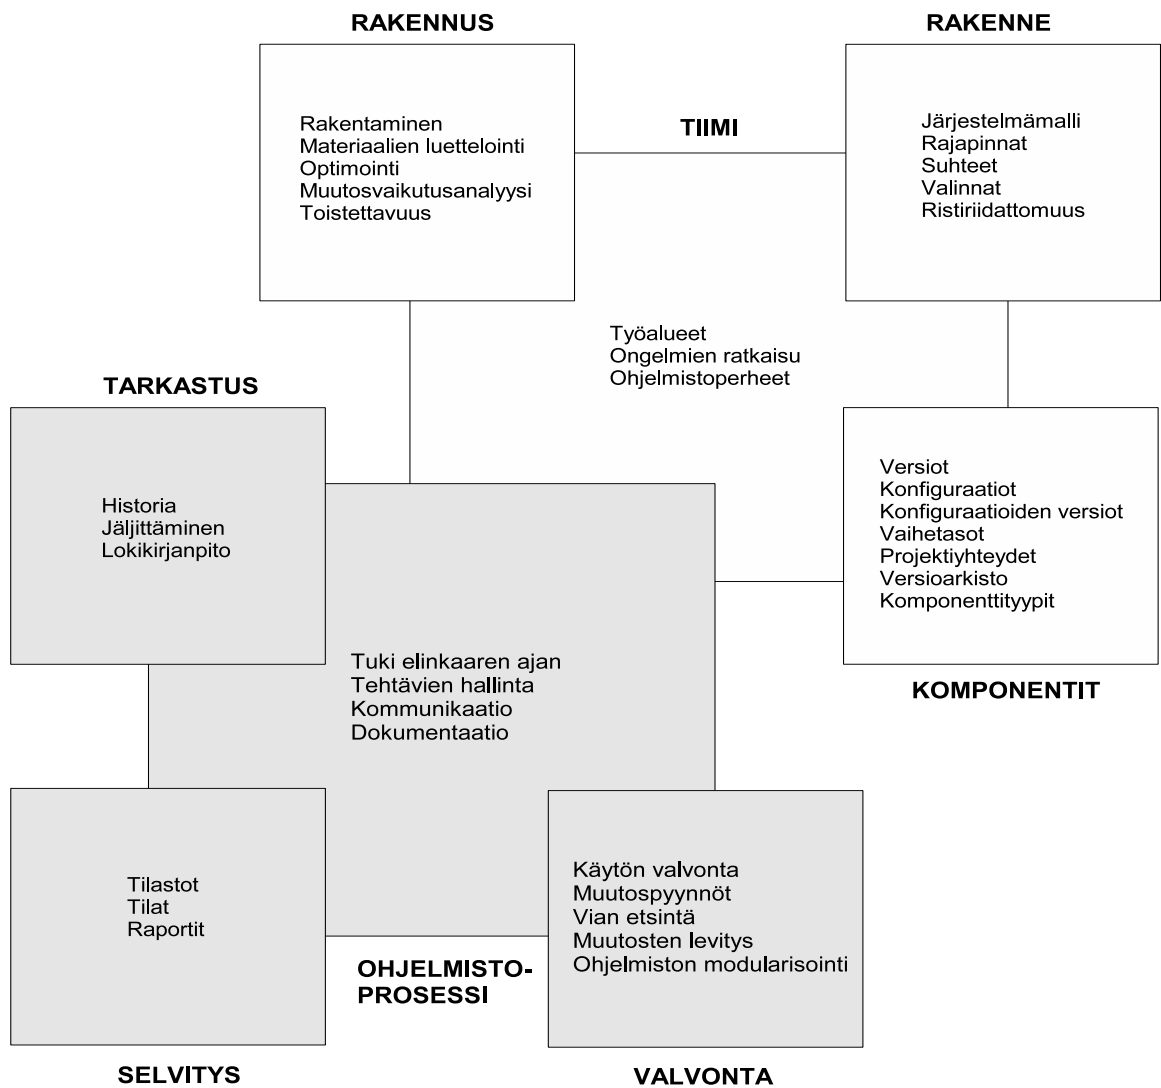 RAKENNUS
Rakentaminen
Materiaalien luettelointi
Optimointi
Muutosvaikutusanalyysi
Toistettavuus
TIIMI
RAKENNE
Järjestelmämalli
Rajapinnat
Suhteet
Valinnat
Ristiriidattomuus
Työalueet
Ongelmien ratkaisu
Ohjelmistoperheet
TARKASTUS
Historia
Jäljittäminen
Lokikirjanpito
Versiot
Konfiguraatiot
Konfiguraatioiden versiot
Vaihetasot
Projektiyhteydet
Versioarkisto
Komponenttityypit
KOMPONENTIT
Tuki elinkaaren ajan
Tehtävien hallinta
Kommunikaatio
Dokumentaatio
Tilastot
Tilat
Raportit
SELVITYS
OHJELMISTO-
PROSESSI
Käytön valvonta
Muutospyynnöt
Vian etsintä
Muutosten levitys
Ohjelmiston modularisointi
VALVONTA